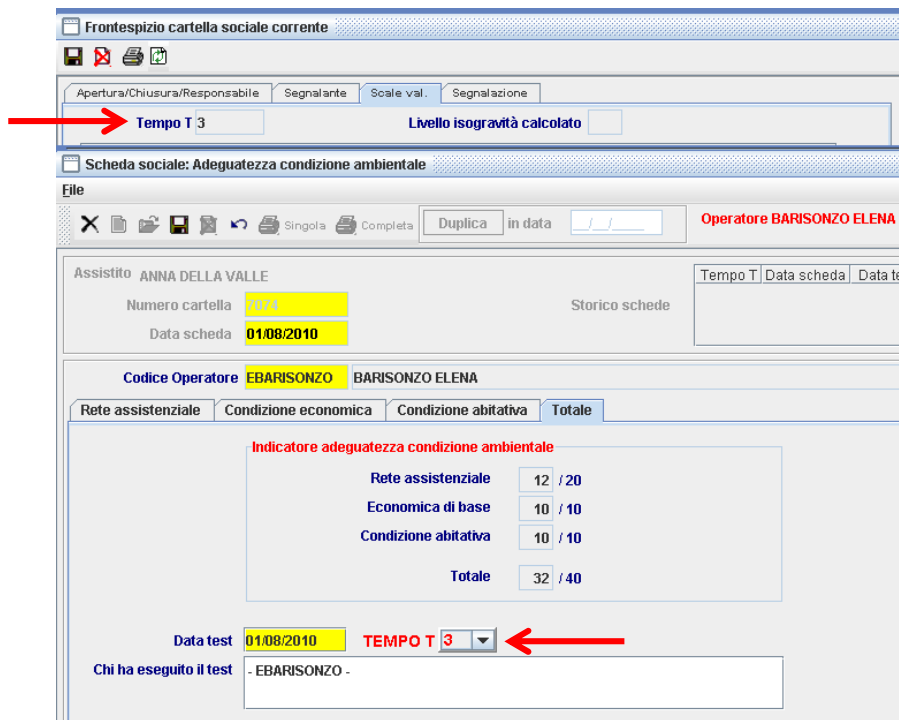 Frontespizio cartella sociale corrente
Apertura/Chiusura/Responsabile Segnalante Scale val. Segnalazione
Tempo T 3 Livello isogravità calcolato
Scheda sociale: Adeguatezza condizione ambientale
File
Singola Completa Duplica in data _/_/_ Operatore BARISONZO ELENA
Assistito ANNA DELLA VALLE
Tempo T Data scheda Data te
Numero cartella 7074 Storico schede
Data scheda 01/08/2010
Codice Operatore EBARISONZO BARISONZO ELENA
Rete assistenziale Condizione economica Condizione abitativa Totale
Indicatore adeguatezza condizione ambientale
Rete assistenziale 12 / 20
Economica di base 10 / 10
Condizione abitativa 10 / 10
Totale 32 / 40
Data test 01/08/2010 TEMPO T 3
Chi ha eseguito il test - EBARISONZO -